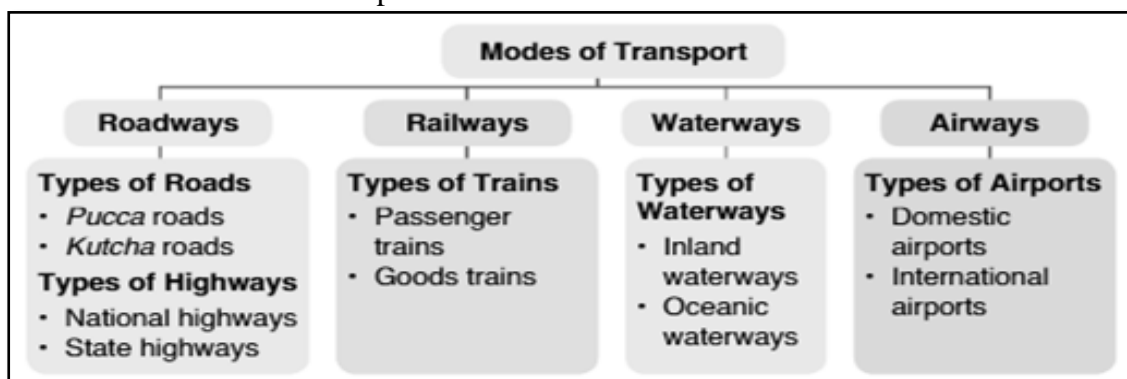 Modes of Transport
Roadways
Types of Roads
• Pucca roads
• Kutcha roads
Types of Highways
• National highways
• State highways
Railways
Types of Trains
• Passenger
trains
• Goods trains
Waterways
Types of
Waterways
• Inland
waterways
• Oceanic
waterways
Airways
Types of Airports
• Domestic
airports
• International
airports